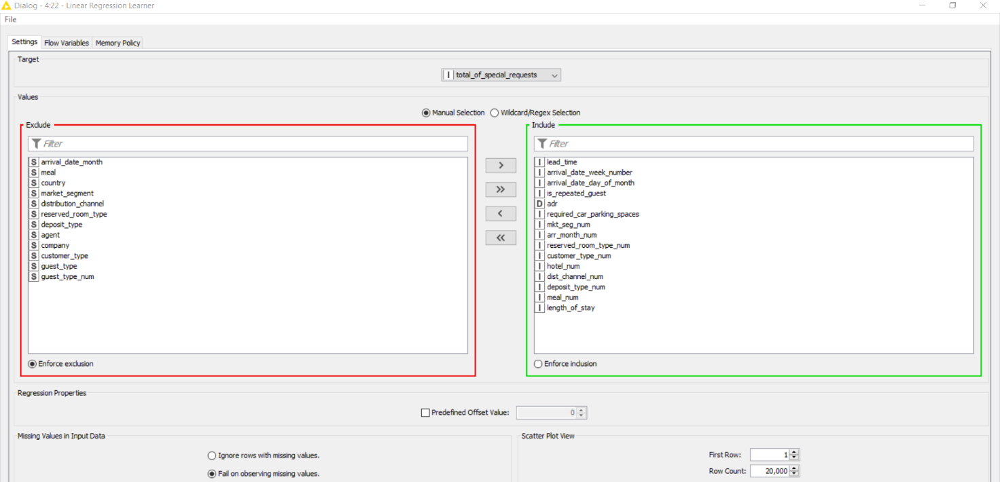 Dialog - 4:22 - Linear Regression Learner
File
Settings Flow Variables Memory Policy
Target
I total_of_special_requests
Values
Manual Selection Wildcard/Regex Selection
Exclude
Filter
S arrival_date_month
S meal
S country
S market_segment
S distribution_channel
S reserved_room_type
S deposit_type
S agent
S company
S customer_type
S guest_type
S guest_type_num
Enforce exclusion
>
>>
<
<<
Include
Filter
I lead_time
I arrival_date_week_number
I arrival_date_day_of_month
I is_repeated_guest
D adr
I required_car_parking_spaces
I mkt_seg_num
I arr_month_num
I reserved_room_type_num
I customer_type_num
I hotel_num
I dist_channel_num
I deposit_type_num
I meal_num
I length_of_stay
Enforce inclusion
Regression Properties
Predefined Offset Value: 0
Missing Values in Input Data
Ignore rows with missing values.
Fail on observing missing values.
Scatter Plot View
First Row: 1
Row Count: 20,000